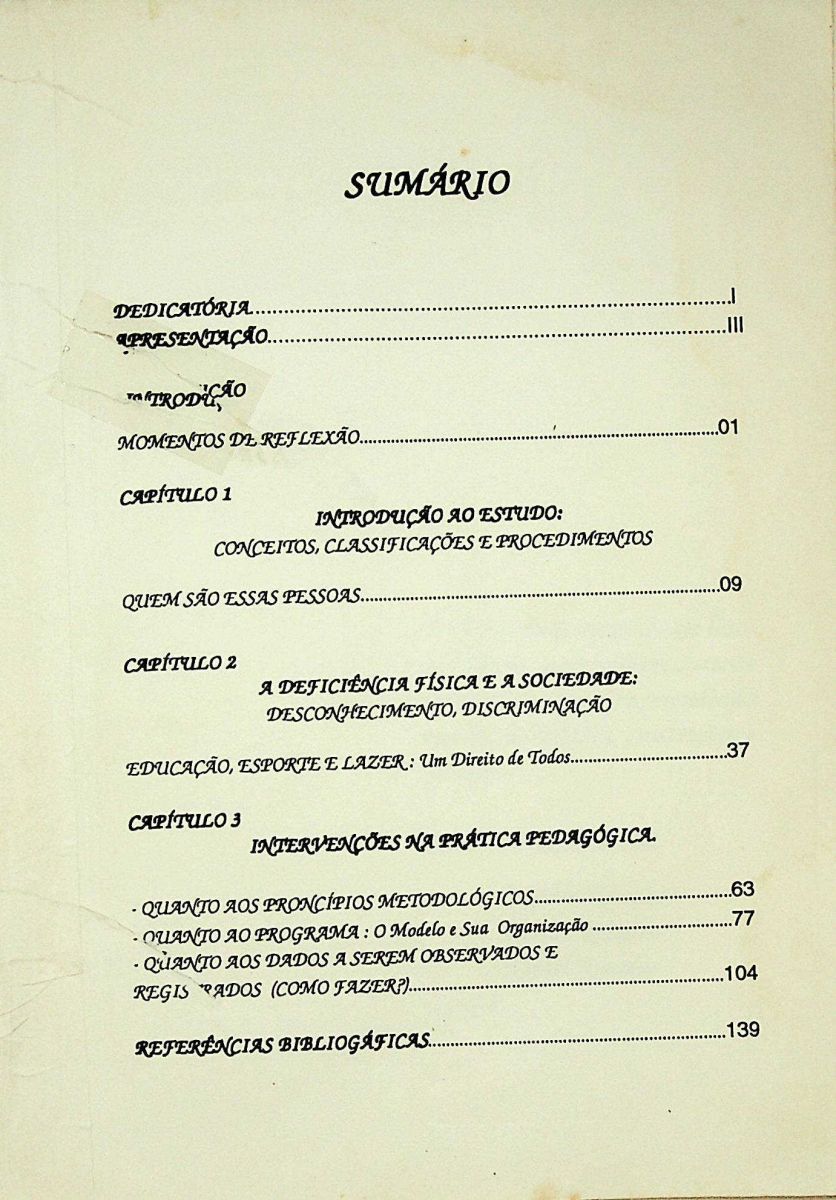 SUMÁRIO
DEDICATÓRIA.....................................................................................I
APRESENTAÇÃO.................................................................................III
INTRODUÇÃO
MOMENTOS DE REFLEXÃO................................................................01
CAPÍTULO 1
INTRODUÇÃO AO ESTUDO:
CONCEITOS, CLASSIFICAÇÕES E PROCEDIMENTOS
QUEM SÃO ESSAS PESSOAS................................................................09
CAPÍTULO 2
A DEFICIÊNCIA FÍSICA E A SOCIEDADE:
DESCONHECIMENTO, DISCRIMINAÇÃO
EDUCAÇÃO, ESPORTE E LAZER : Um Direito de Todos............................37
CAPÍTULO 3
INTERVENÇÕES NA PRÁTICA PEDAGÓGICA.
- QUANTO AOS PRONCÍPIOS METODOLÓGICOS...................................63
- QUANTO AO PROGRAMA : O Modelo e Sua Organização .........................77
- QUANTO AOS DADOS A SEREM OBSERVADOS E
REGISTRADOS (COMO FAZER?)........................................................104
REFERÊNCIAS BIBLIOGÁFICAS.....................................................139